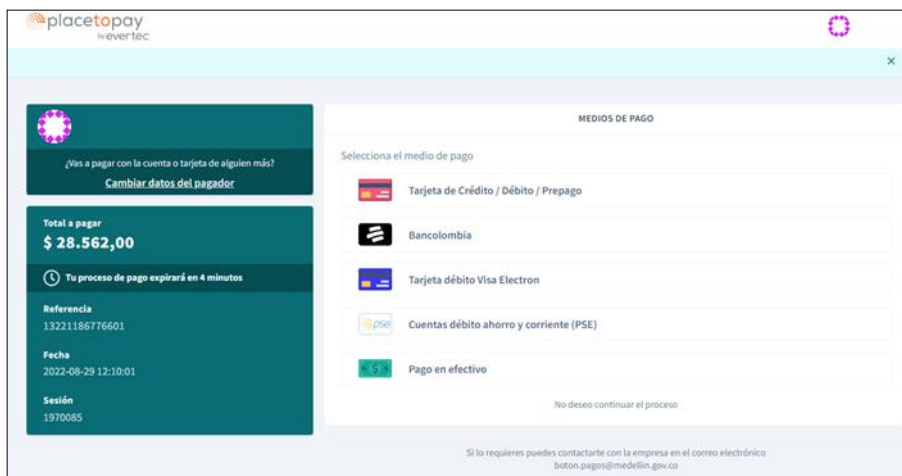 placetopay
by evertec
×
¿Vas a pagar con la cuenta o tarjeta de alguien más?
Cambiar datos del pagador
Total a pagar
$ 28.562,00
Tu proceso de pago expirará en 4 minutos
Referencia
13221186776601
Fecha
2022-08-29 12:10:01
Sesión
1970085
MEDIOS DE PAGO
Selecciona el medio de pago
Tarjeta de Crédito / Débito / Prepago
Bancolombia
Tarjeta débito Visa Electron
pse
Cuentas débito ahorro y corriente (PSE)
$
Pago en efectivo
No deseo continuar el proceso
Si lo requieres puedes contactarte con la empresa en el correo electrónico
boton.pagos@medellin.gov.co